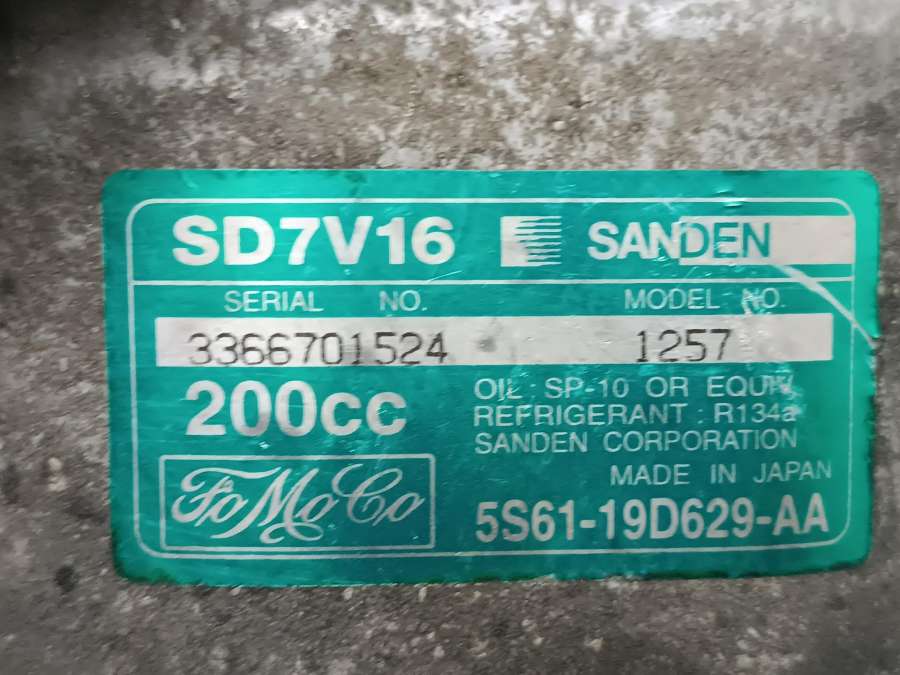 SD7V16 SANDEN
SERIAL NO. MODEL NO.
3366701524 1257
200cc
OIL : SP-10 OR EQUIV.
REFRIGERANT : R134a
SANDEN CORPORATION
MADE IN JAPAN
FoMoCo
5S61-19D629-AA